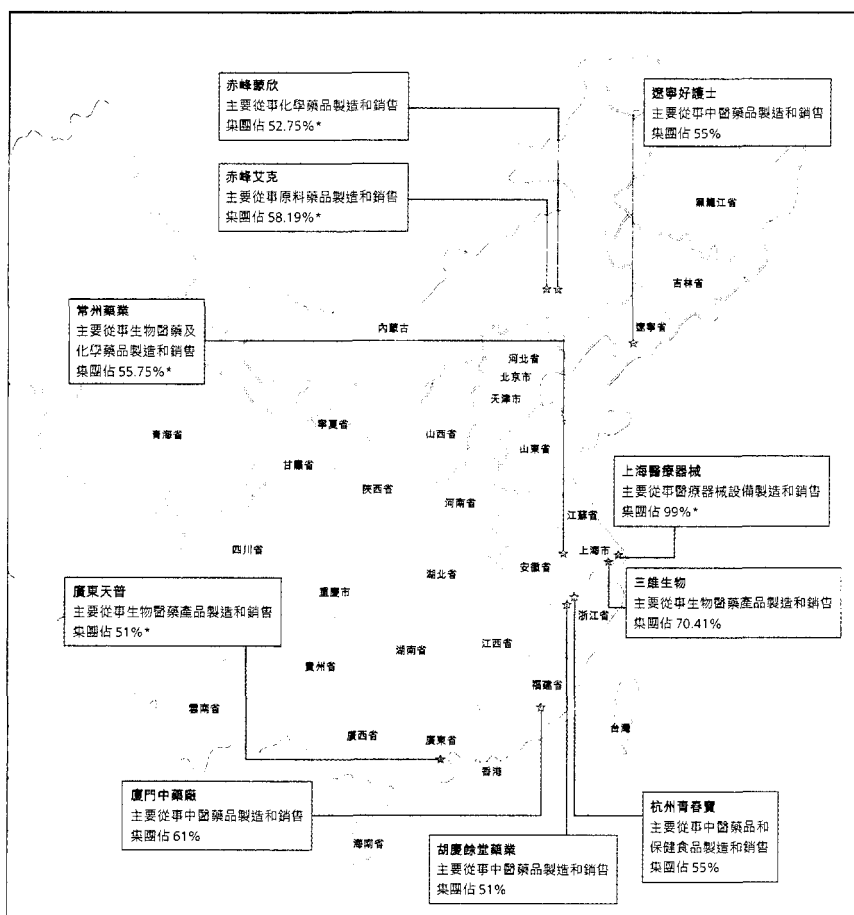 赤峰蒙欣
主要從事化學藥品製造和銷售
集團佔 52.75%*
遼寧好護士
主要從事中醫藥品製造和銷售
集團佔 55%
赤峰艾克
主要從事原料藥品製造和銷售
集團佔 58.19%*
黑龍江省
吉林省
遼寧省
常州藥業
主要從事生物醫藥及
化學藥品製造和銷售
集團佔 55.75%*
內蒙古
河北省
北京市
天津市
寧夏省
青海省
山西省
山東省
甘肅省
陝西省
河南省
上海醫療器械
主要從事醫療器械設備製造和銷售
集團佔 99%*
江蘇省
上海市
四川省
安徽省
湖北省
重慶市
廣東天普
主要從事生物醫藥產品製造和銷售
集團佔 51%*
三維生物
主要從事生物醫藥產品製造和銷售
集團佔 70.41%
浙江省
江西省
湖南省
貴州省
福建省
雲南省
台灣
廣西省
廣東省
香港
廈門中藥廠
主要從事中醫藥品製造和銷售
集團佔 61%
海南省
胡慶餘堂藥業
主要從事中醫藥品製造和銷售
集團佔 51%
杭州青春寶
主要從事中醫藥品和
保健食品製造和銷售
集團佔 55%